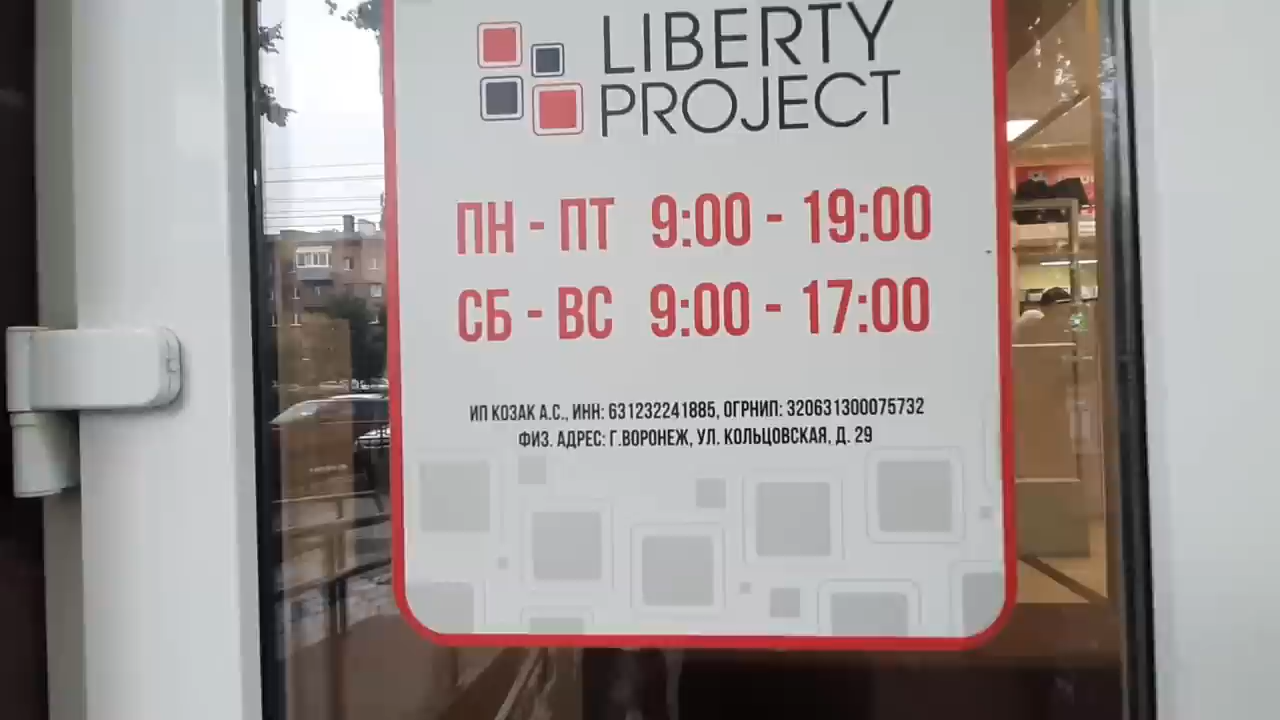 LIBERTY
PROJECT
ПН - ПТ 9:00 - 19:00
СБ - ВС 9:00 - 17:00
ИП КОЗАК А.С., ИНН: 631232241885, ОГРНИП: 320631300075732
ФИЗ. АДРЕС: Г.ВОРОНЕЖ, УЛ. КОЛЬЦОВСКАЯ, Д. 29